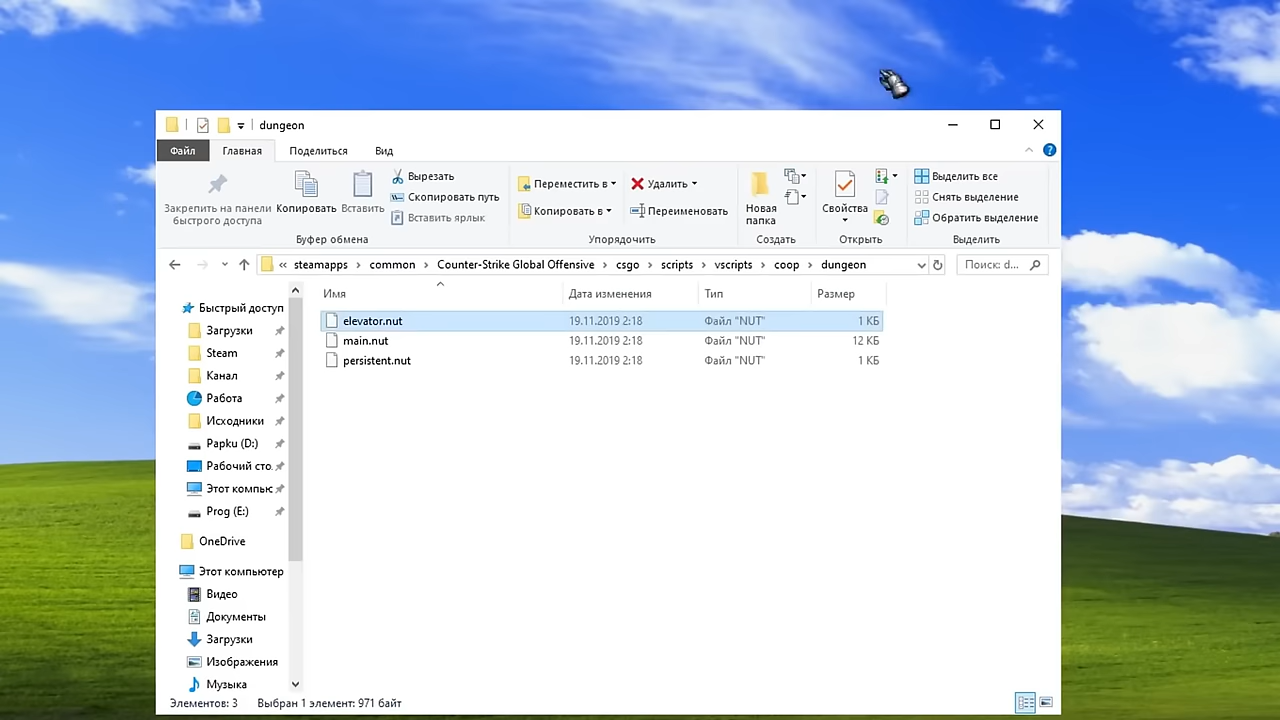 dungeon
Файл Главная Поделиться Вид
Закрепить на панели быстрого доступа
Копировать
Вставить
Вырезать
Скопировать путь
Вставить ярлык
Буфер обмена
Переместить в
Копировать в
Удалить
Переименовать
Упорядочить
Новая папка
Создать
Свойства
Открыть
Выделить все
Снять выделение
Обратить выделение
Выделить
« steamapps > common > Counter-Strike Global Offensive > csgo > scripts > vscripts > coop > dungeon
Поиск: d...
Быстрый доступ
Загрузки
Steam
Канал
Работа
Исходники
Papku (D:)
Рабочий сто
Этот компьк
Prog (E:)
OneDrive
Этот компьютер
Видео
Документы
Загрузки
Изображения
Музыка
Имя Дата изменения Тип Размер
elevator.nut 19.11.2019 2:18 Файл "NUT" 1 КБ
main.nut 19.11.2019 2:18 Файл "NUT" 12 КБ
persistent.nut 19.11.2019 2:18 Файл "NUT" 1 КБ
Элементов: 3 Выбран 1 элемент: 971 байт